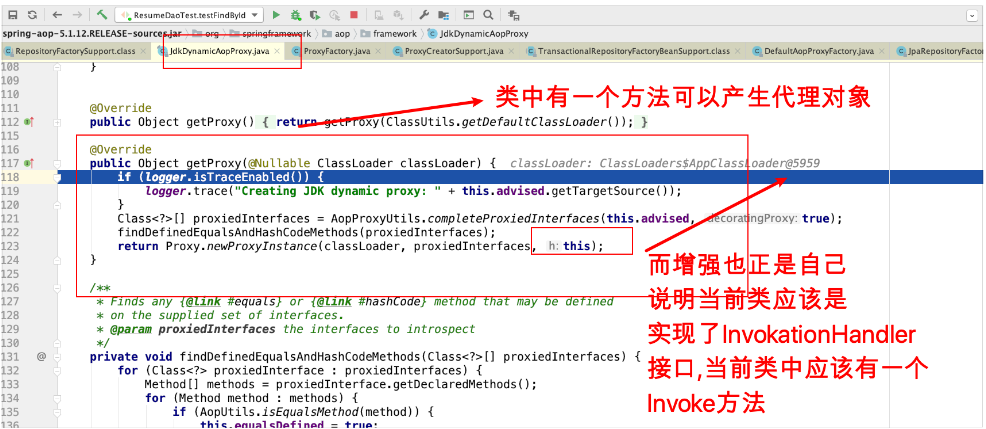 ResumeDaoTest.testFindById
spring-aop-5.1.12.RELEASE-sources.jar org springframework aop framework JdkDynamicAopProxy
RepositoryFactorySupport.class JdkDynamicAopProxy.java ProxyFactory.java ProxyCreatorSupport.java TransactionalRepositoryFactoryBeanSupport.class DefaultAopProxyFactory.java JpaRepositoryFacto
108 }
109
110
111 @Override
类中有一个方法可以产生代理对象
112 public Object getProxy() { return getProxy(ClassUtils.getDefaultClassLoader()); }
115
116 @Override
117 public Object getProxy(@Nullable ClassLoader classLoader) { classLoader: ClassLoaders$AppClassLoader@5959
118 if (logger.isTraceEnabled()) {
119 logger.trace("Creating JDK dynamic proxy: " + this.advised.getTargetSource());
120 }
121 Class<?>[] proxiedInterfaces = AopProxyUtils.completeProxiedInterfaces(this.advised, decoratingProxy: true);
122 findDefinedEqualsAndHashCodeMethods(proxiedInterfaces);
123 return Proxy.newProxyInstance(classLoader, proxiedInterfaces, h: this);
124 }
125
而增强也正是自己
说明当前类应该是
实现了InvokationHandler
接口,当前类中应该有一个
Invoke方法
126 /**
127 * Finds any {@link #equals} or {@link #hashCode} method that may be defined
128 * on the supplied set of interfaces.
129 * @param proxiedInterfaces the interfaces to introspect
130 */
131 @ private void findDefinedEqualsAndHashCodeMethods(Class<?>[] proxiedInterfaces) {
132 for (Class<?> proxiedInterface : proxiedInterfaces) {
133 Method[] methods = proxiedInterface.getDeclaredMethods();
134 for (Method method : methods) {
135 if (AopUtils.isEqualsMethod(method)) {
136 this.equalsDefined = true;